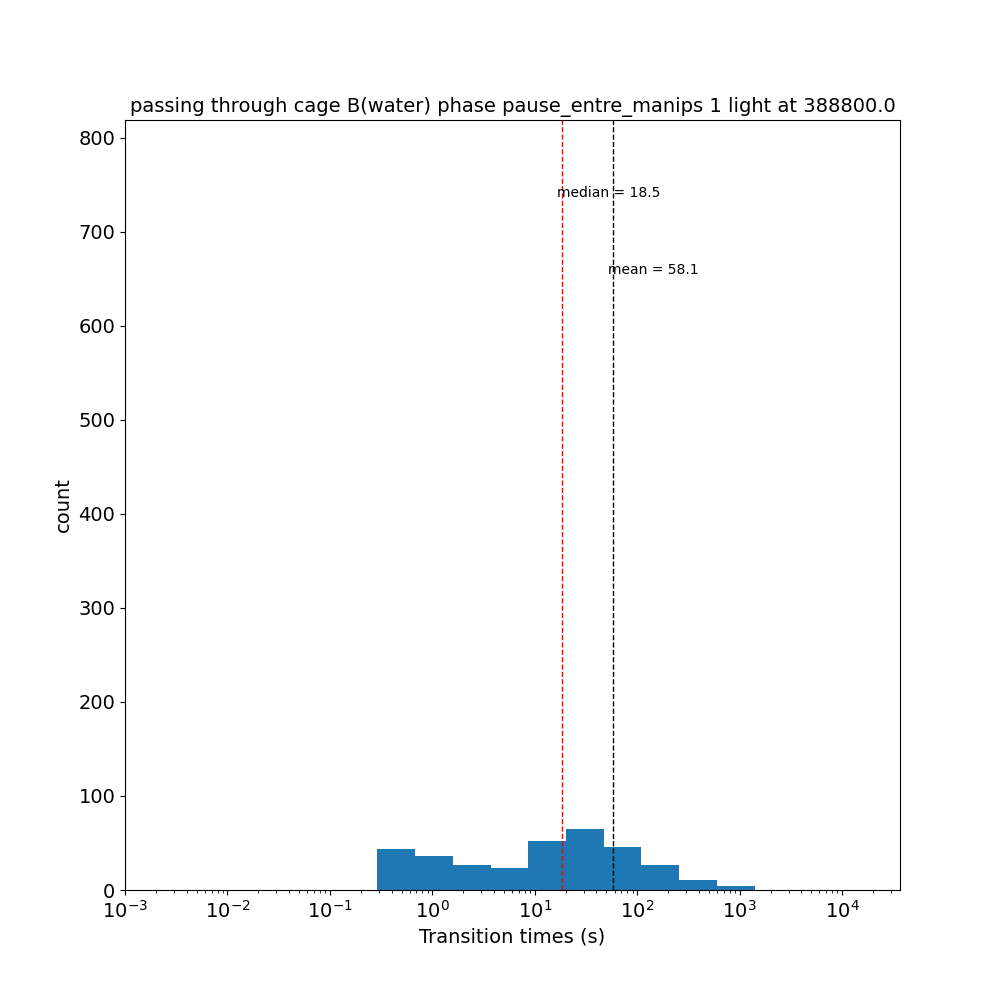 passing through cage B(water) phase pause_entre_manips 1 light at 388800.0
800
700
600
500
400
300
200
100
0
count
median = 18.5
mean = 58.1
10⁻³ 10⁻² 10⁻¹ 10⁰ 10¹ 10² 10³ 10⁴
Transition times (s)